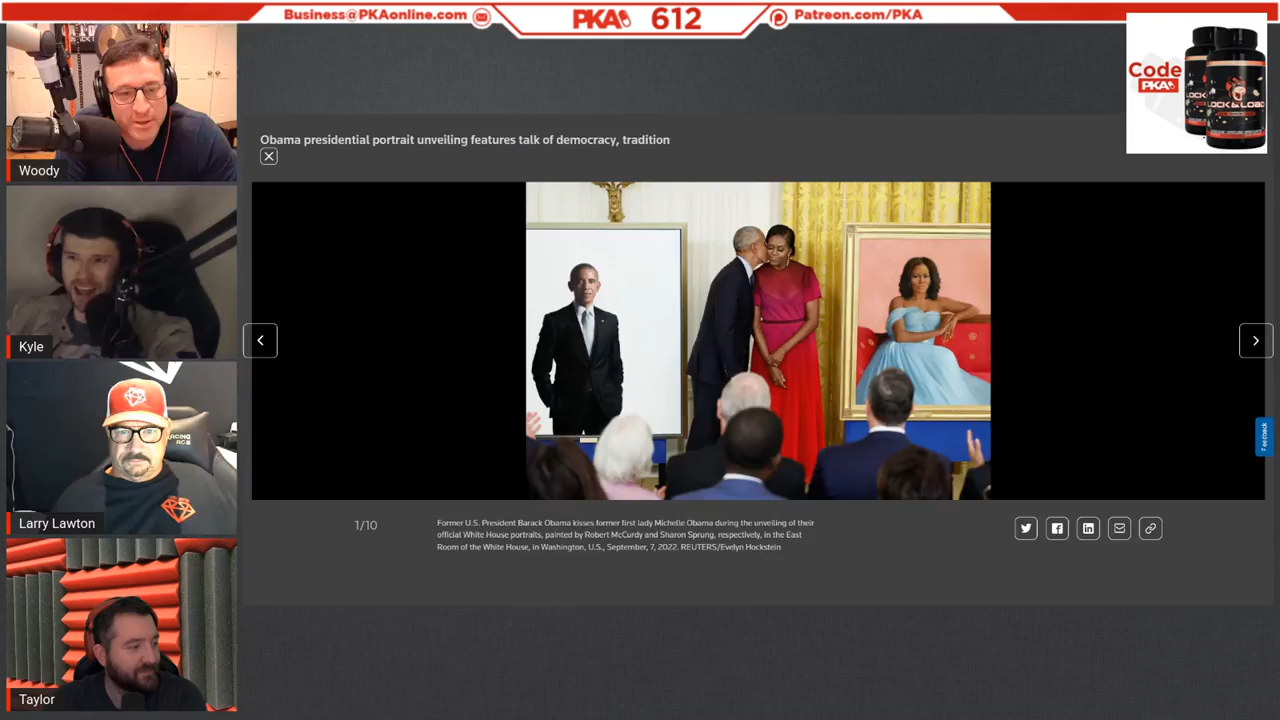 Business@PKAonline.com
PKA 612
Patreon.com/PKA
Code
PKA
LOCK & LOAD
Woody
Obama presidential portrait unveiling features talk of democracy, tradition
Kyle
Feedback
Larry Lawton
1/10
Former U.S. President Barack Obama kisses former first lady Michelle Obama during the unveiling of their
official White House portraits, painted by Robert McCurdy and Sharon Sprung, respectively, in the East
Room of the White House, in Washington, U.S., September, 7, 2022. REUTERS/Evelyn Hockstein
Taylor